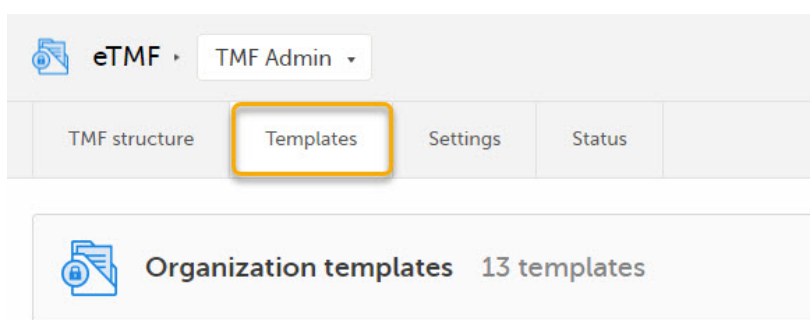 eTMF TMF Admin
TMF structure Templates Settings Status
Organization templates 13 templates